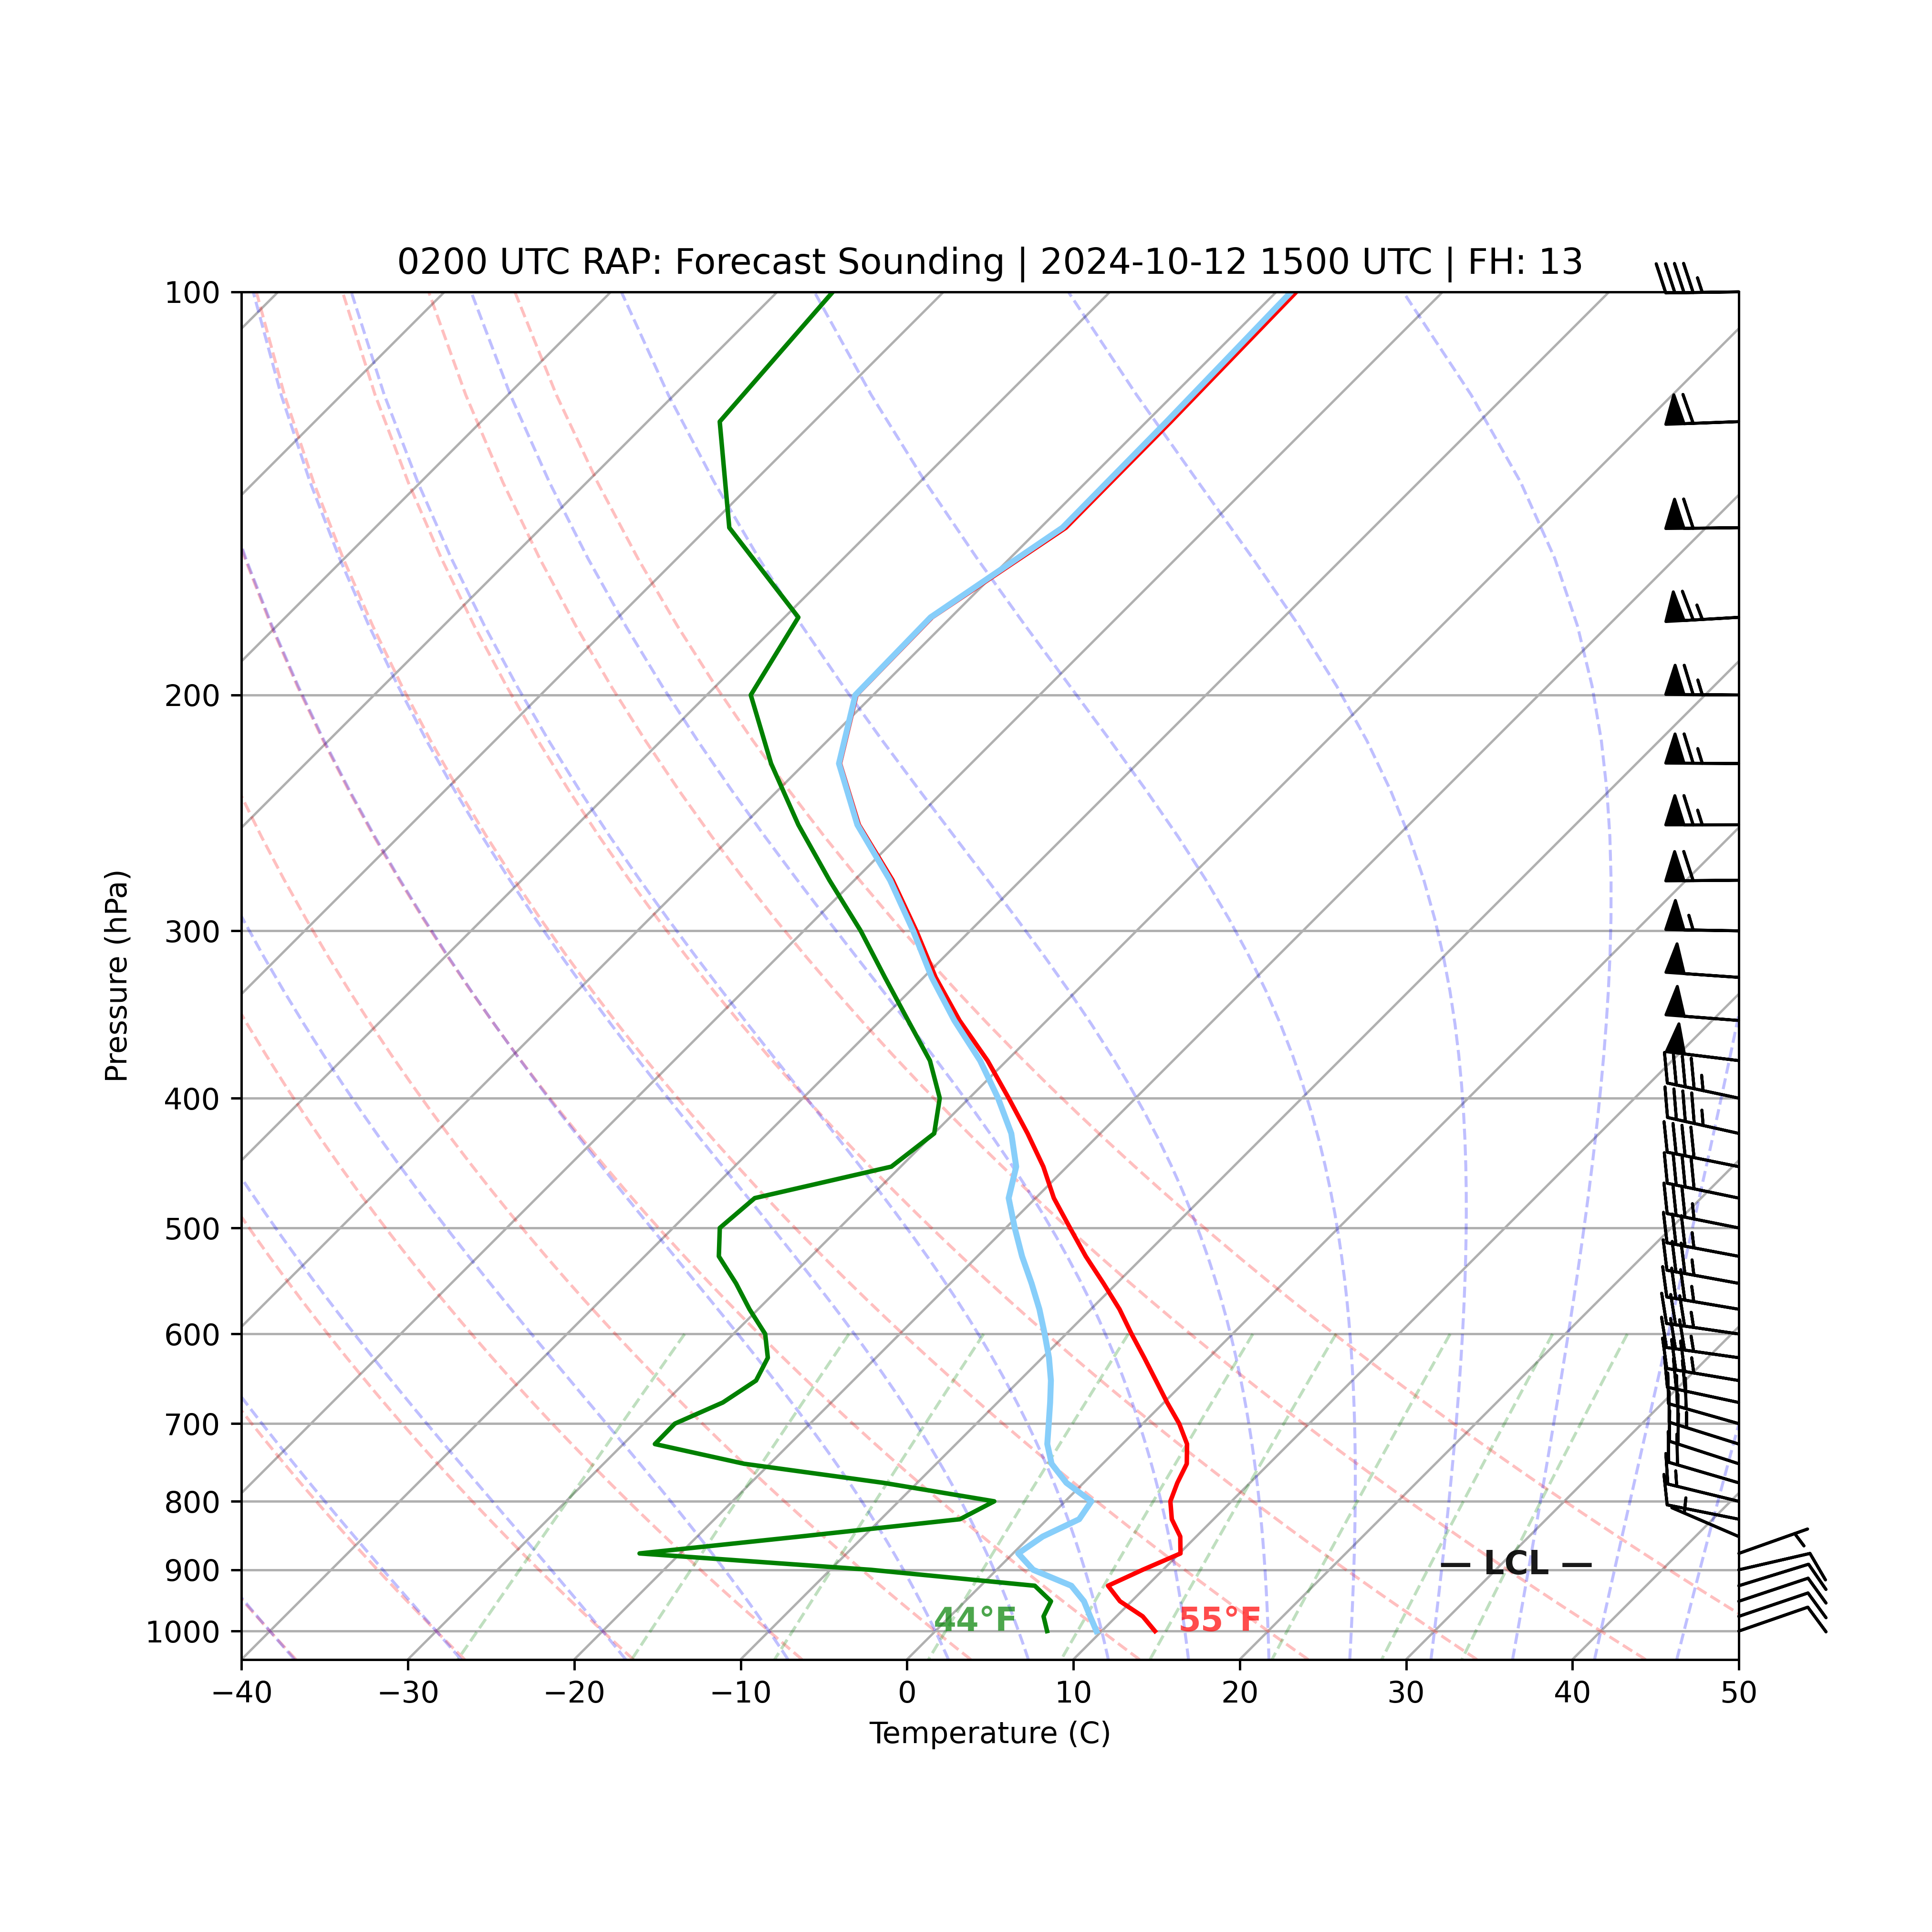 0200 UTC RAP: Forecast Sounding | 2024-10-12 1500 UTC | FH: 13
100
200
300
400
500
600
700
800
900
1000
Pressure (hPa)
— LCL —
44°F
55°F
−40 −30 −20 −10 0 10 20 30 40 50
Temperature (C)